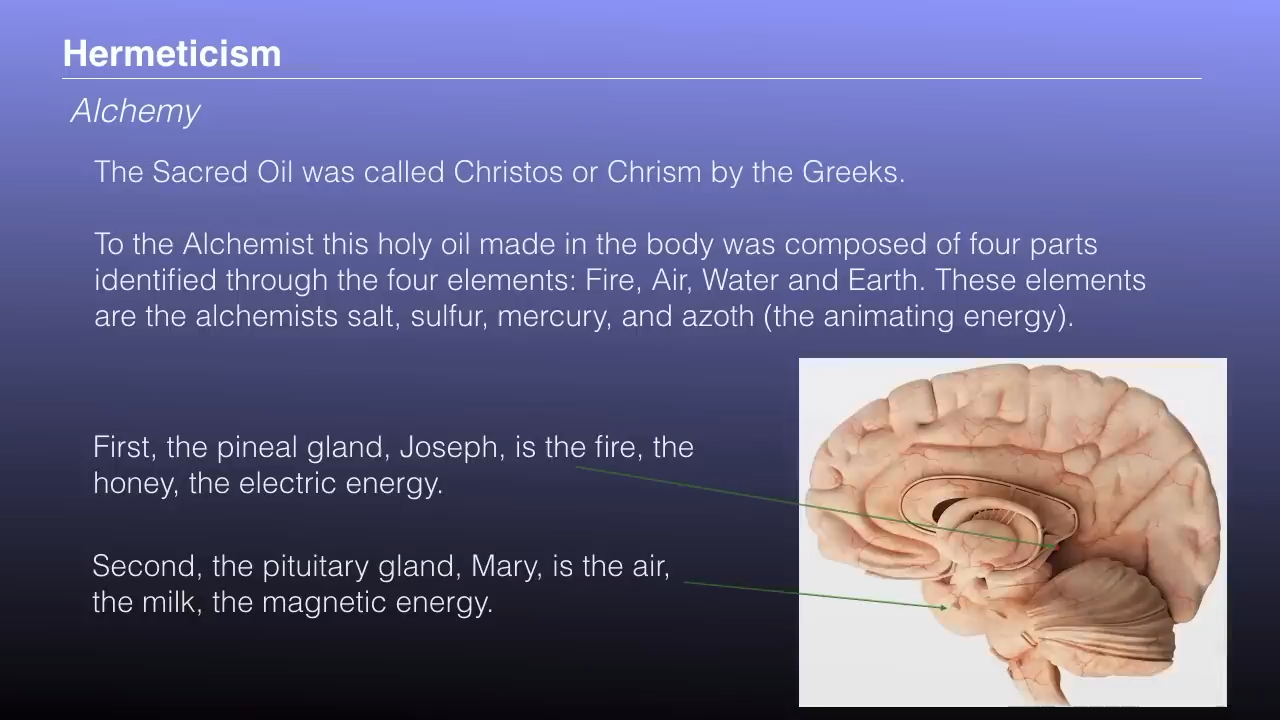 Hermeticism
Alchemy
The Sacred Oil was called Christos or Chrism by the Greeks.
To the Alchemist this holy oil made in the body was composed of four parts
identified through the four elements: Fire, Air, Water and Earth. These elements
are the alchemists salt, sulfur, mercury, and azoth (the animating energy).
First, the pineal gland, Joseph, is the fire, the
honey, the electric energy.
Second, the pituitary gland, Mary, is the air,
the milk, the magnetic energy.